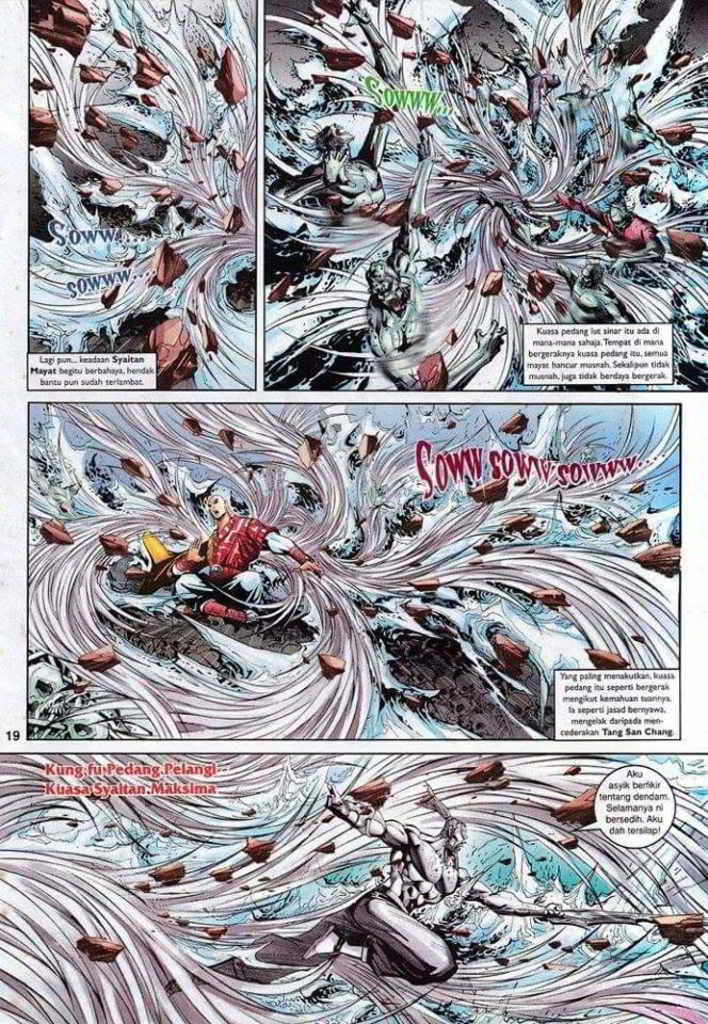 Soww....
sowww...
Lagi pun... keadaan Syaitan
Mayat begitu berbahaya, hendak
bantu pun sudah terlambat.
Sowww...
Soww
Kuasa pedang lut sinar itu ada di
mana-mana sahaja. Tempat di mana
bergeraknya kuasa pedang itu, semua
mayat hancur musnah. Sekalipun tidak
musnah, juga tidak berdaya bergerak.
Soww soww sowww....
Yang paling menakutkan, kuasa
pedang itu seperti bergerak
mengikut kemahuan tuannya.
Ia seperti jasad bernyawa,
mengelak daripada men-
cederakan Tang San Chang.
19
Kung fu Pedang Pelangi--
Kuasa Syaitan Maksima
Aku
asyik berfikir
tentang dendam.
Selamanya ni
bersedih. Aku
dah tersilap!